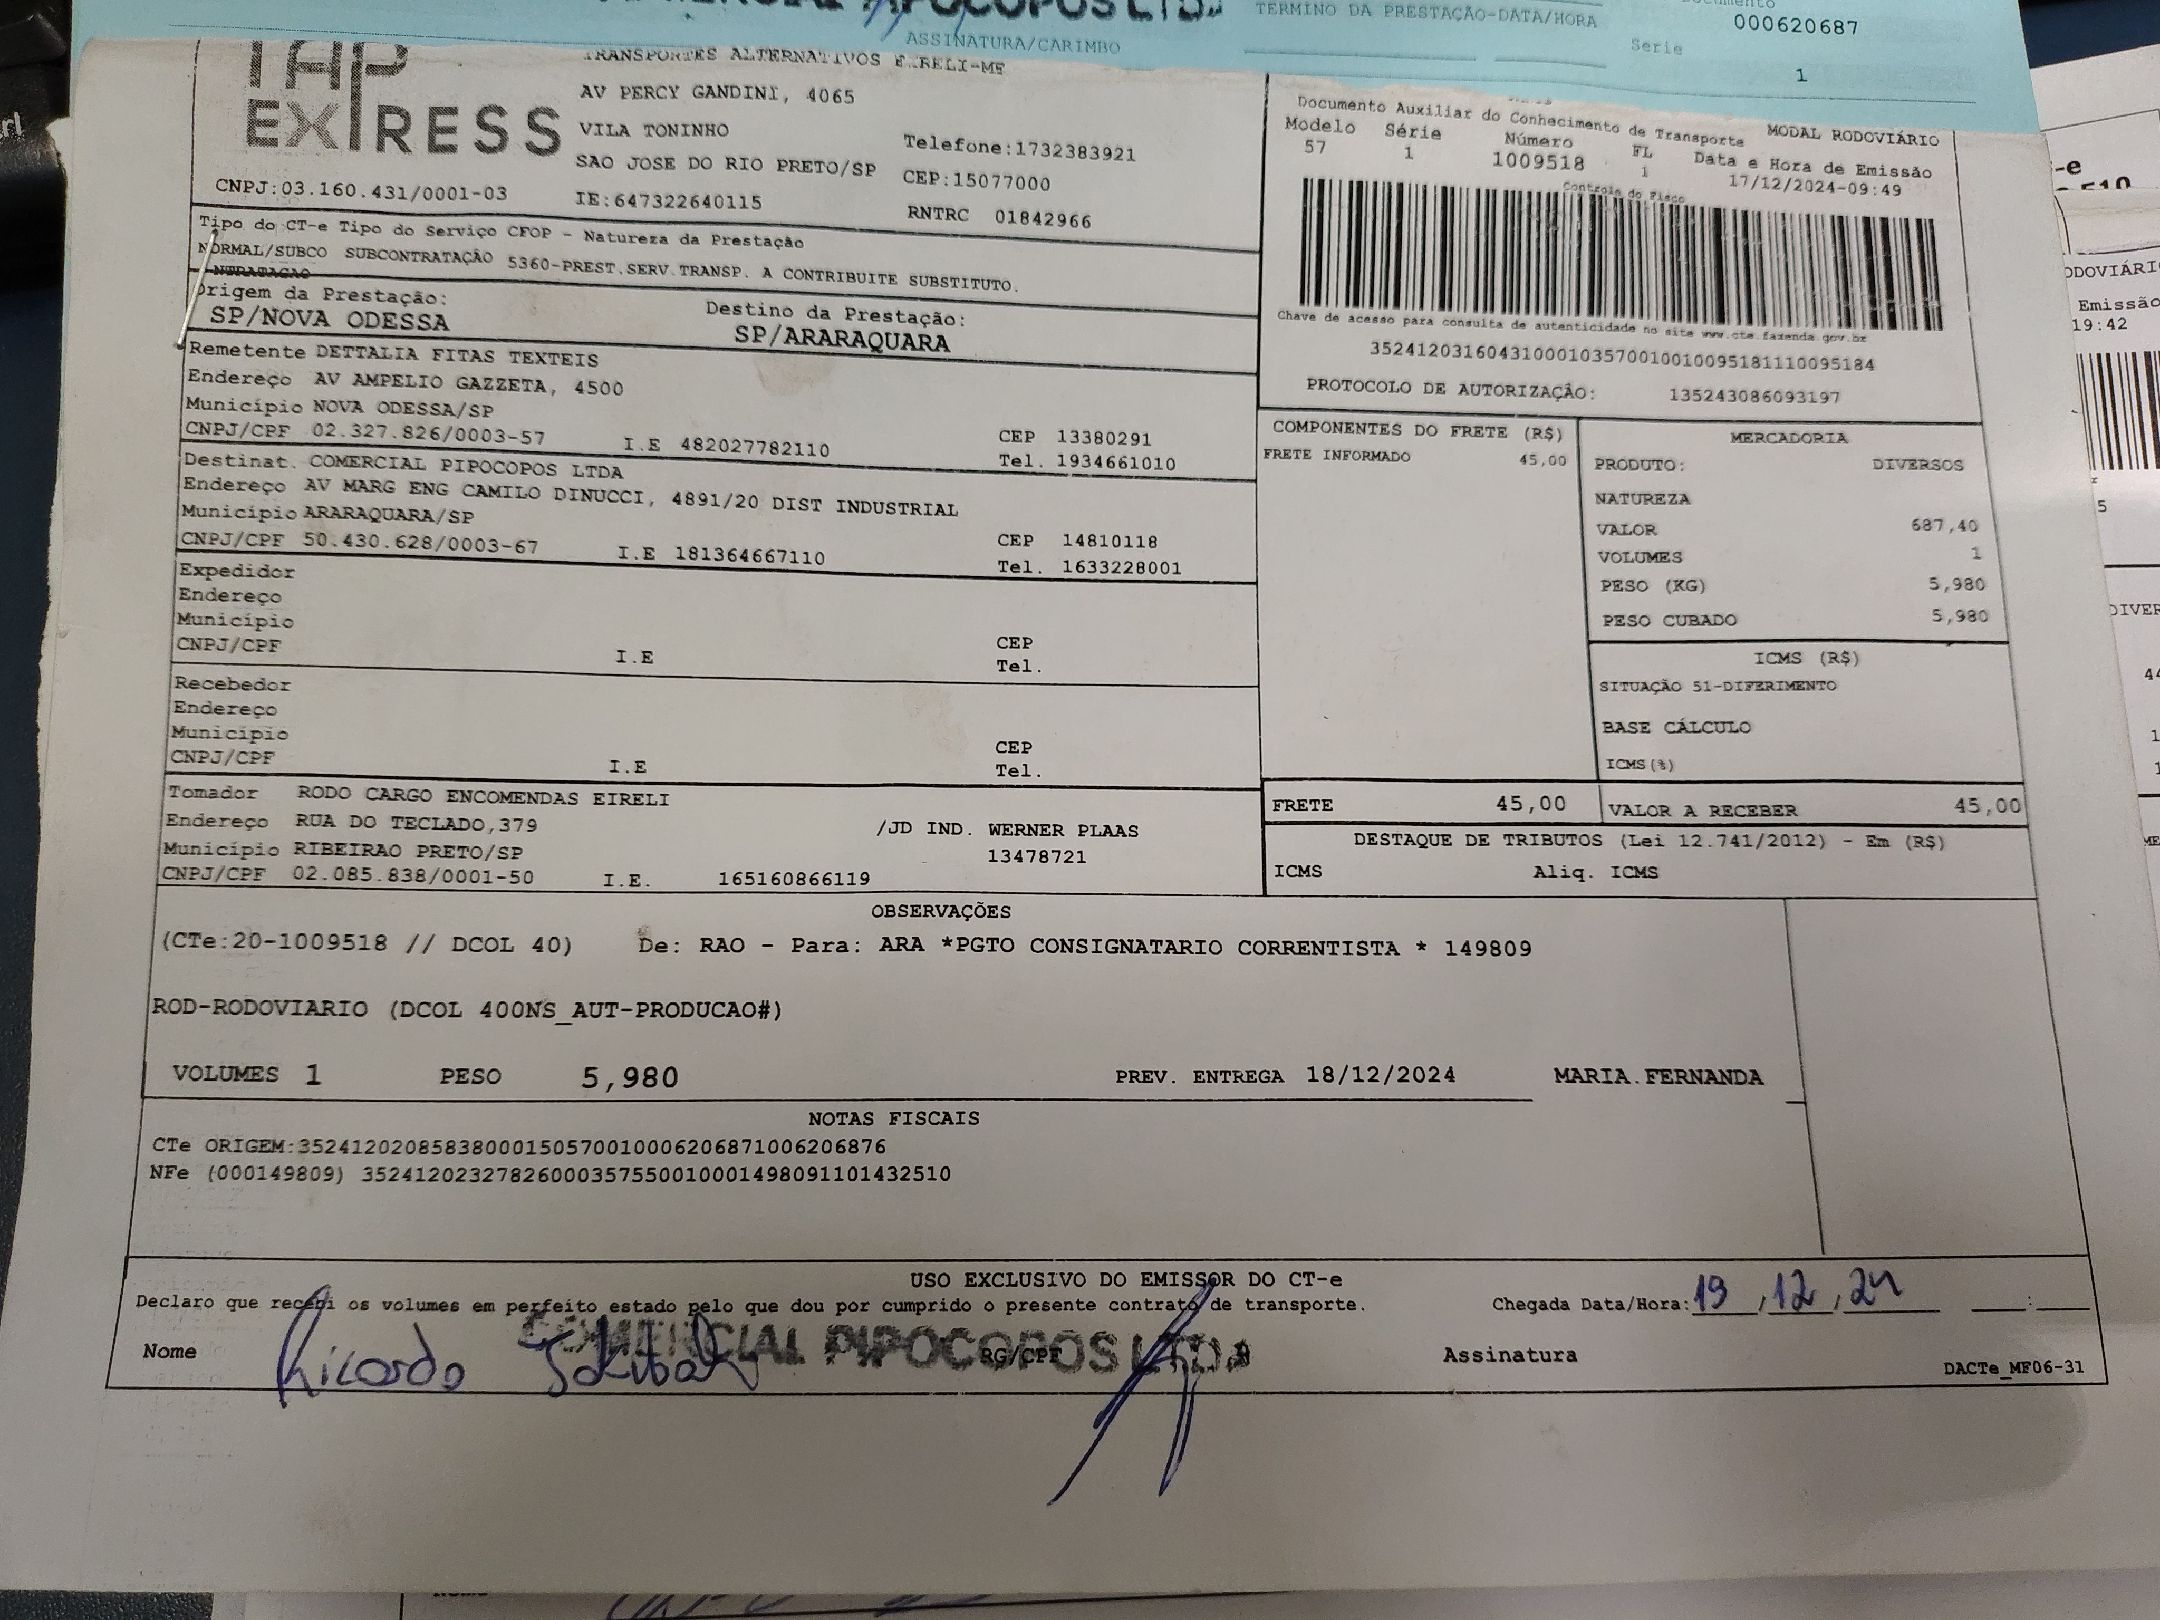 COMERCIAL PIPOCOPOS LTDA
TERMINO DA PRESTAÇÃO-DATA/HORA
000620687
ASSINATURA/CARIMBO
Serie
1
TAP
EXPRESS
TRANSPORTES ALTERNATIVOS EIRELI-ME
AV PERCY GANDINI, 4065
VILA TONINHO
Telefone:1732383921
SAO JOSE DO RIO PRETO/SP
CEP:15077000
CNPJ:03.160.431/0001-03
IE:647322640115
RNTRC 01842966
Documento Auxiliar do Conhecimento de Transporte
MODAL RODOVIÁRIO
Modelo Série Número FL Data e Hora de Emissão
57 1 1009518 1 17/12/2024-09:49
Controle do Fisco
Tipo do CT-e Tipo do Serviço CFOP - Natureza da Prestação
NORMAL/SUBCO SUBCONTRATAÇÃO 5360-PREST.SERV.TRANSP. A CONTRIBUITE SUBSTITUTO.
NTRATACAO
Origem da Prestação:
Destino da Prestação:
SP/NOVA ODESSA
SP/ARARAQUARA
Chave de acesso para consulta de autenticidade no site www.cte.fazenda.gov.br
35241203160431000103570010010095181110095184
PROTOCOLO DE AUTORIZAÇÃO: 135243086093197
Remetente DETTALIA FITAS TEXTEIS
Endereço AV AMPELIO GAZZETA, 4500
Município NOVA ODESSA/SP
CEP 13380291
CNPJ/CPF 02.327.826/0003-57 I.E 482027782110
Tel. 1934661010
Destinat. COMERCIAL PIPOCOPOS LTDA
Endereço AV MARG ENG CAMILO DINUCCI, 4891/20 DIST INDUSTRIAL
Município ARARAQUARA/SP
CEP 14810118
CNPJ/CPF 50.430.628/0003-67 I.E 181364667110
Tel. 1633228001
Expedidor
Endereço
Município
CEP
CNPJ/CPF I.E
Tel.
Recebedor
Endereço
Município
CEP
CNPJ/CPF I.E
Tel.
COMPONENTES DO FRETE (R$)
FRETE INFORMADO 45,00
MERCADORIA
PRODUTO: DIVERSOS
NATUREZA
VALOR 687,40
VOLUMES 1
PESO (KG) 5,980
PESO CUBADO 5,980
ICMS (R$)
SITUAÇÃO 51-DIFERIMENTO
BASE CÁLCULO
ICMS(%)
Tomador RODO CARGO ENCOMENDAS EIRELI
Endereço RUA DO TECLADO,379 /JD IND. WERNER PLAAS
Município RIBEIRAO PRETO/SP 13478721
CNPJ/CPF 02.085.838/0001-50 I.E. 165160866119
FRETE 45,00
VALOR A RECEBER 45,00
DESTAQUE DE TRIBUTOS (Lei 12.741/2012) - Em (R$)
ICMS Aliq. ICMS
OBSERVAÇÕES
(CTe:20-1009518 // DCOL 40) De: RAO - Para: ARA *PGTO CONSIGNATARIO CORRENTISTA * 149809
ROD-RODOVIARIO (DCOL 400NS_AUT-PRODUCAO#)
VOLUMES 1 PESO 5,980 PREV. ENTREGA 18/12/2024 MARIA.FERNANDA
NOTAS FISCAIS
CTe ORIGEM:35241202085838000150570010006206871006206876
NFe (000149809) 35241202327826000357550010001498091101432510
USO EXCLUSIVO DO EMISSOR DO CT-e
Declaro que recebi os volumes em perfeito estado pelo que dou por cumprido o presente contrato de transporte.
Chegada Data/Hora: 19,12,24 __:__
COMERCIAL PIPOCOPOS LTDA
Nome Ricardo
RG/CPF
Assinatura
DACTe_MF06-31
-e
Emissão
19:42